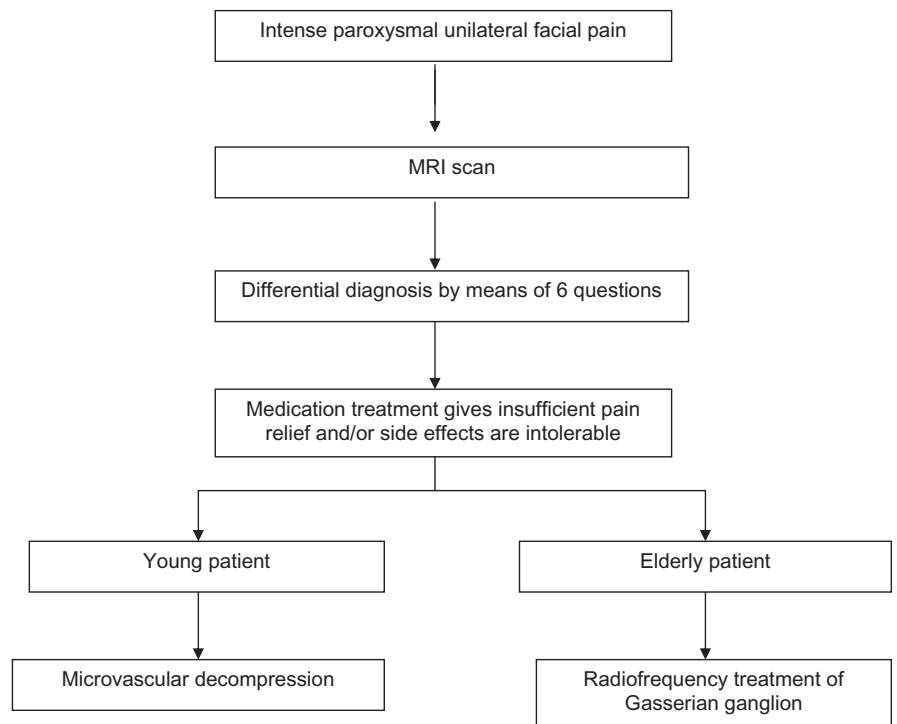 Intense paroxysmal unilateral facial pain
MRI scan
Differential diagnosis by means of 6 questions
Medication treatment gives insufficient pain
relief and/or side effects are intolerable
Young patient
Elderly patient
Microvascular decompression
Radiofrequency treatment of
Gasserian ganglion